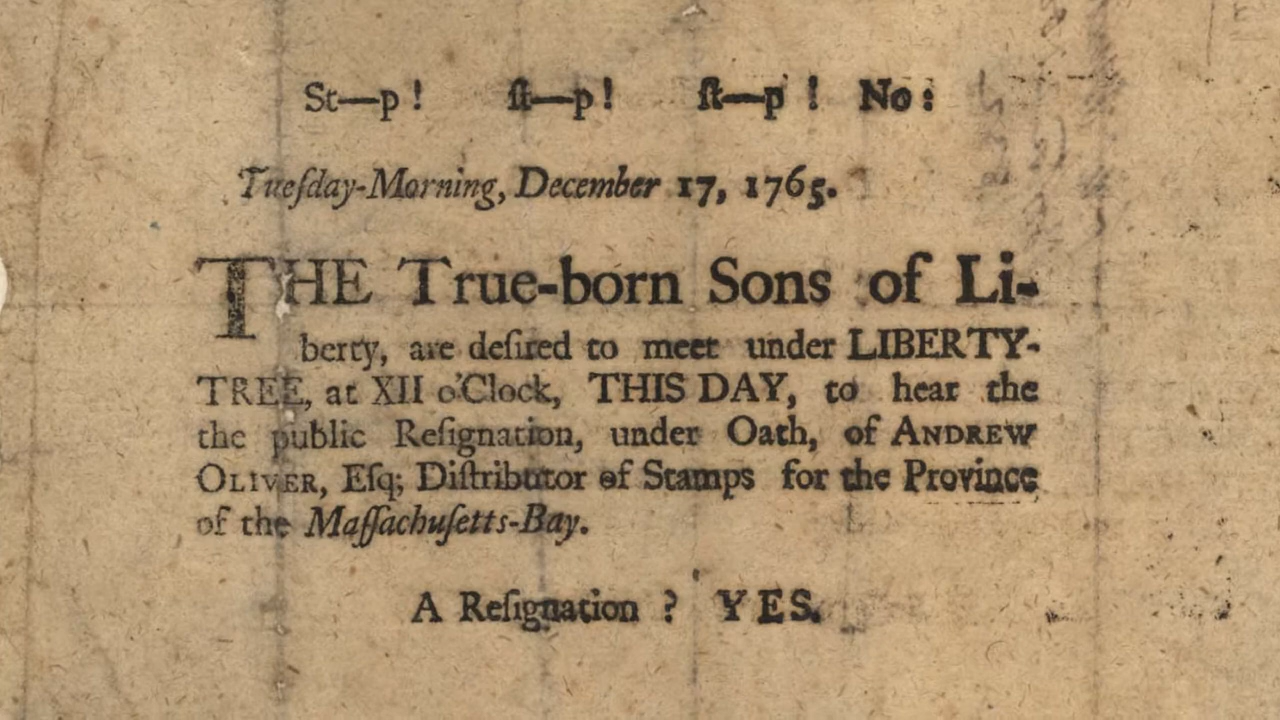 St—p! ſt—p! ſt—p! No:
Tueſday-Morning, December 17, 1765.
THE True-born Sons of Li-
berty, are deſired to meet under LIBERTY-
TREE, at XII o'Clock, THIS DAY, to hear the
the public Reſignation, under Oath, of ANDREW
OLIVER, Eſq; Diſtributor of Stamps for the Province
of the Maſſachuſetts-Bay.
A Reſignation ? YES.